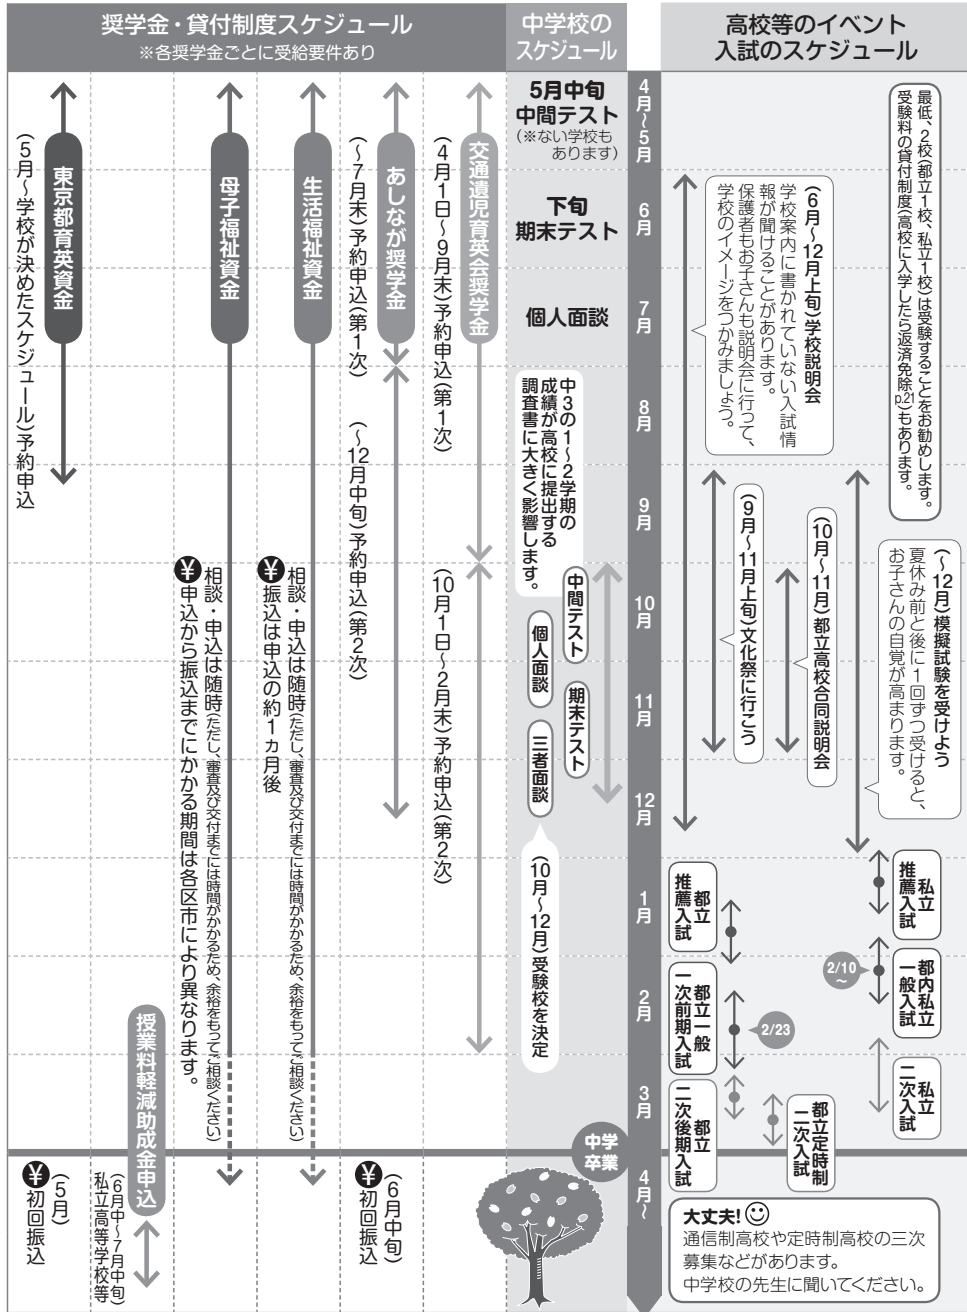 奨学金・貸付制度スケジュール
※各奨学金ごとに受給要件あり
中学校の
スケジュール
高校等のイベント
入試のスケジュール
4月〜5月
6月
7月
8月
9月
10月
11月
12月
1月
2月
3月
4月〜
最低、2校(都立1校、私立1校)は受験することをお勧めします。
受験料の貸付制度(高校に入学したら返済免除p.21)もあります。
(6月〜12月上旬)学校説明会
学校案内に書かれていない入試情
報が聞けることがあります。
保護者もお子さんも説明会に行って、
学校のイメージをつかみましょう。
(〜12月)模擬試験を受けよう
夏休み前と後に1回ずつ受けると、
お子さんの自覚が高まります。
(10月〜11月)都立高校合同説明会
(9月〜11月上旬)文化祭に行こう
私立
推薦入試
都立
推薦入試
都内私立
一般入試
2/10
〜
都立一般
一次前期入試
2/23
私立
二次入試
都立定時制
二次入試
都立
二次後期入試
大丈夫!
通信制高校や定時制高校の三次
募集などがあります。
中学校の先生に聞いてください。
5月中旬
中間テスト
(※ない学校も
あります)
下旬
期末テスト
個人面談
中3の1〜2学期の
成績が高校に提出する
調査書に大きく影響します。
中間テスト
個人面談
期末テスト
三者面談
(10月〜12月)受験校を決定
中学
卒業
交通遺児育英会奨学金
(4月1日〜9月末)予約申込(第1次)
(10月1日〜2月末)予約申込(第2次)
あしなが奨学金
(〜7月末)予約申込(第1次)
(〜12月中旬)予約申込(第2次)
(6月中旬)
¥初回振込
生活福祉資金
相談・申込は随時(ただし、審査及び交付までには時間がかかるため、余裕をもってご相談ください)
¥振込は申込の約1ヵ月後
母子福祉資金
相談・申込は随時(ただし、審査及び交付までには時間がかかるため、余裕をもってご相談ください)
¥申込から振込までにかかる期間は各区市により異なります。
授業料軽減助成金申込
(6月中〜7月中旬)
私立高等学校等
東京都育英資金
(5月〜学校が決めたスケジュール)予約申込
(5月)
¥初回振込